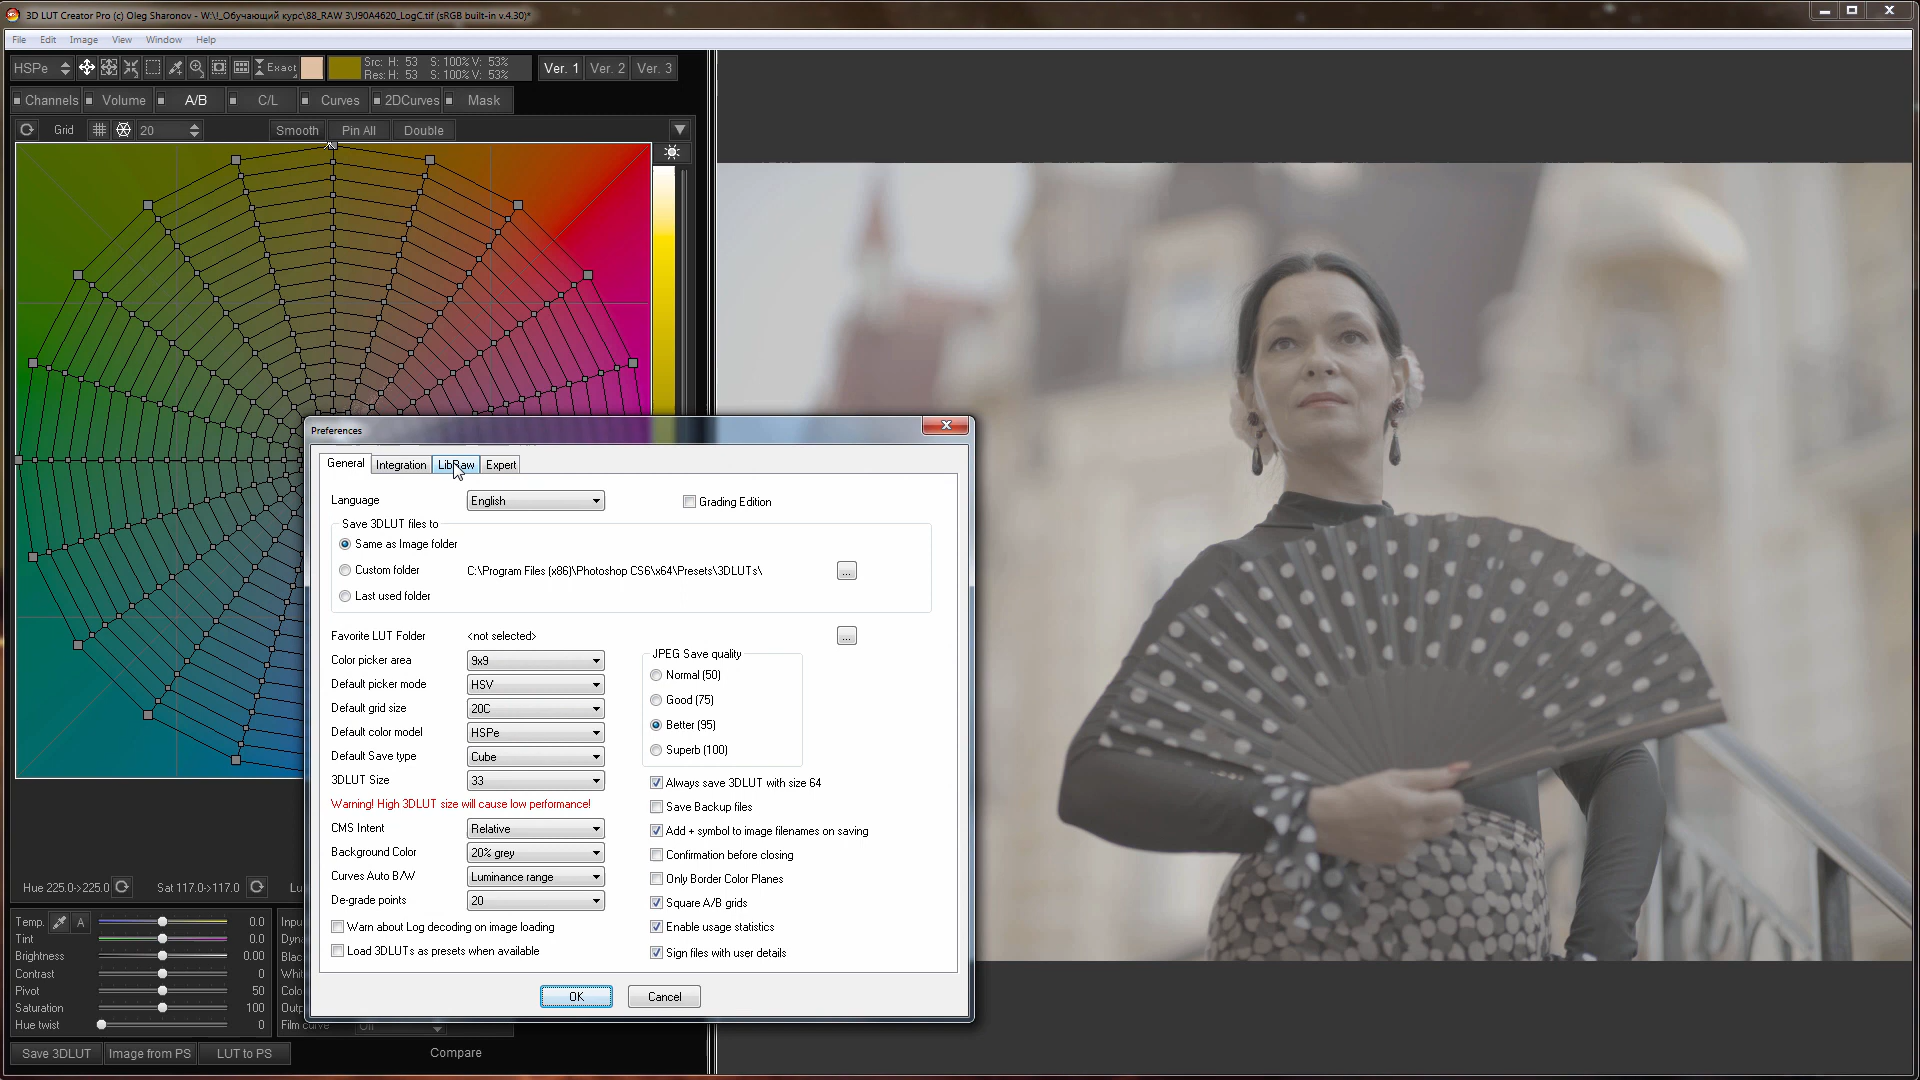 3D LUT Creator Pro (c) Oleg Sharonov - W:\!_Обучающий курс\88_RAW 3\J90A4620_LogC.tif (sRGB built-in v.4.30)*
File Edit Image View Window Help
HSPe Exact Src: H: 53 S: 100% V: 53%
Res: H: 53 S: 100% V: 53%
Ver. 1 Ver. 2 Ver. 3
Channels Volume A/B C/L Curves 2DCurves Mask
Grid 20 Smooth Pin All Double
Preferences
General Integration LibRaw Expert
Language English Grading Edition
Save 3DLUT files to
Same as Image folder
Custom folder C:\Program Files (x86)\Photoshop CS6\x64\Presets\3DLUTs\ ...
Last used folder
Favorite LUT Folder <not selected> ...
Color picker area 9x9
JPEG Save quality
Normal (50)
Default picker mode HSV
Good (75)
Default grid size 20C
Better (95)
Default color model HSPe
Superb (100)
Default Save type Cube
3DLUT Size 33
Always save 3DLUT with size 64
Warning! High 3DLUT size will cause low performance!
Save Backup files
CMS Intent Relative
Add + symbol to image filenames on saving
Background Color 20% grey
Confirmation before closing
Curves Auto B/W Luminance range
Only Border Color Planes
De-grade points 20
Square A/B grids
Warn about Log decoding on image loading
Enable usage statistics
Load 3DLUTs as presets when available
Sign files with user details
OK Cancel
Hue 225.0->225.0 Sat 117.0->117.0 Lu
Temp. A 0.0 Inpu
Tint 0.0 Dyna
Brightness 0.00 Blac
Contrast 0 Whit
Pivot 50 Colo
Saturation 100 Outp
Hue twist 0 Film curve Off
Save 3DLUT Image from PS LUT to PS Compare